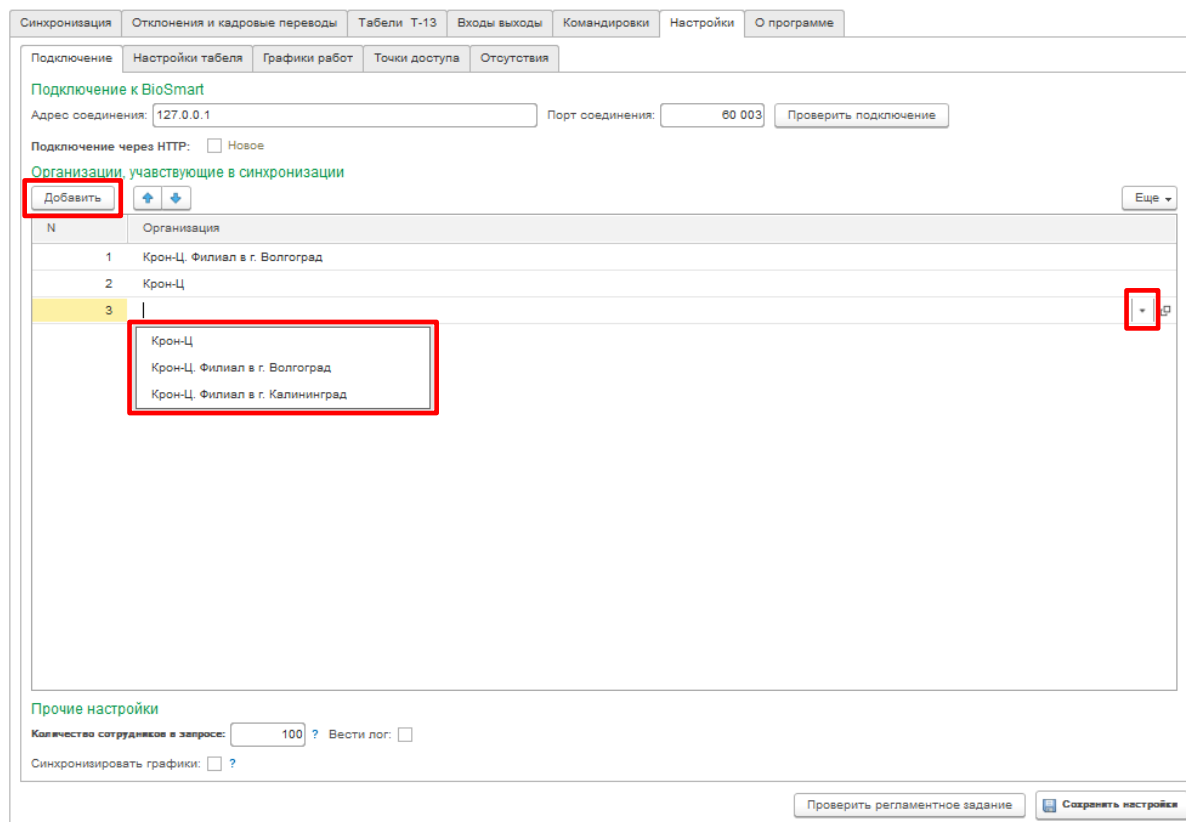 Синхронизация Отклонения и кадровые переводы Табели Т-13 Входы выходы Командировки Настройки О программе
Подключение Настройки табеля Графики работ Точки доступа Отсутствия
Подключение к BioSmart
Адрес соединения: 127.0.0.1 Порт соединения: 60 003 Проверить подключение
Подключение через HTTP: Новое
Организации, учавствующие в синхронизации
Добавить Еще
N Организация
1 Крон-Ц. Филиал в г. Волгоград
2 Крон-Ц
3
Крон-Ц
Крон-Ц. Филиал в г. Волгоград
Крон-Ц. Филиал в г. Калининград
Прочие настройки
Количество сотрудников в запросе: 100 ? Вести лог:
Синхронизировать графики: ?
Проверить регламентное задание Сохранить настройки